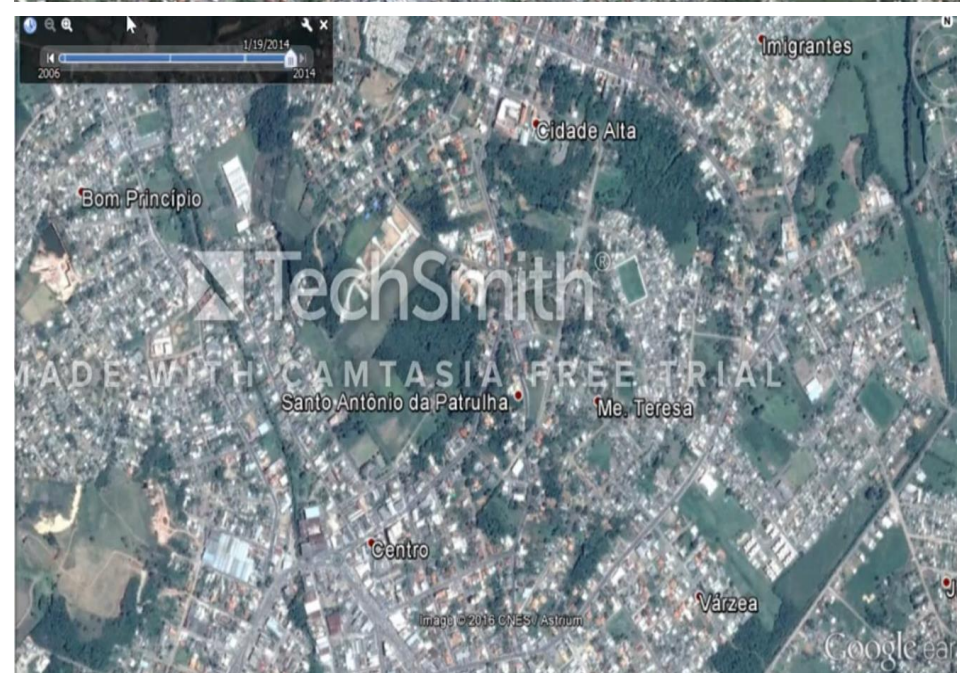 1/19/2014
2006
2014
N
Imigrantes
Cidade Alta
Bom Princípio
TechSmith®
MADE WITH CAMTASIA FREE TRIAL
Santo Antônio da Patrulha
Me. Teresa
Centro
Várzea
J
Image © 2016 CNES / Astrium
Google ear